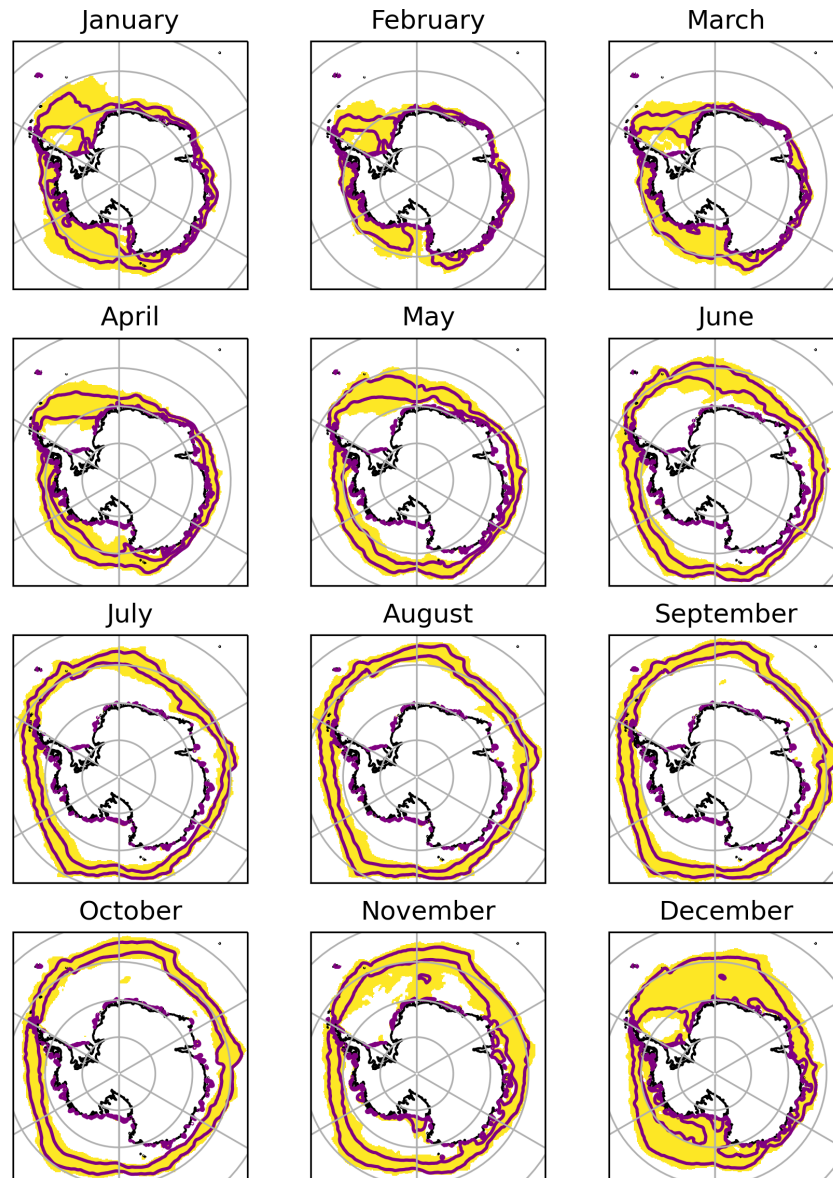 January February March
April May June
July August September
October November December